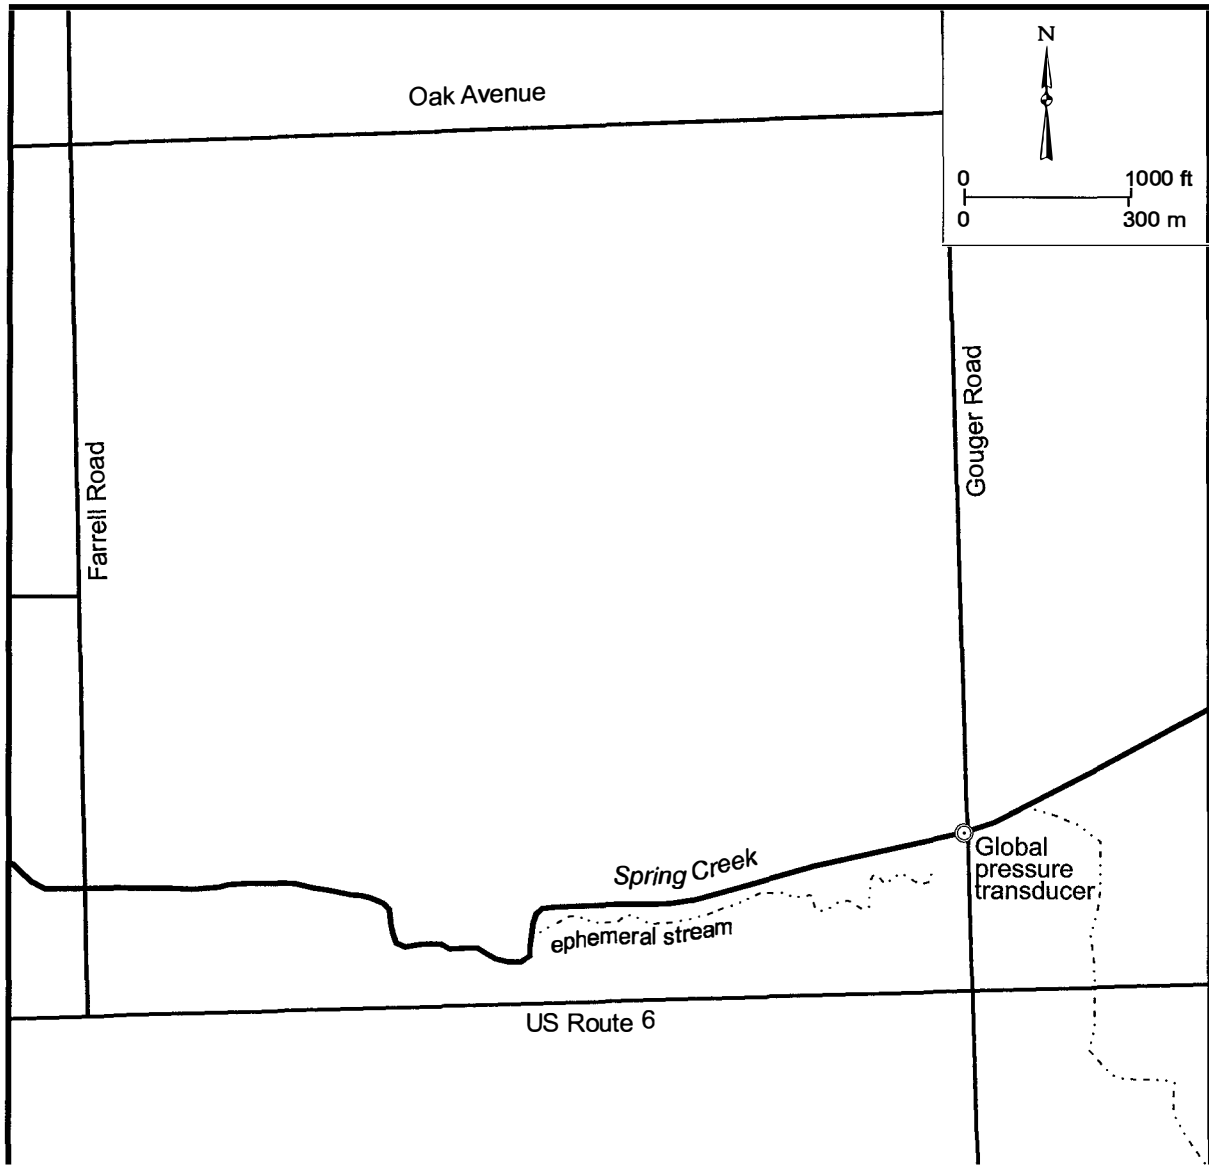 N
Oak Avenue
0 1000 ft
0 300 m
Gouger Road
Farrell Road
Spring Creek
Global
pressure
transducer
ephemeral stream
US Route 6